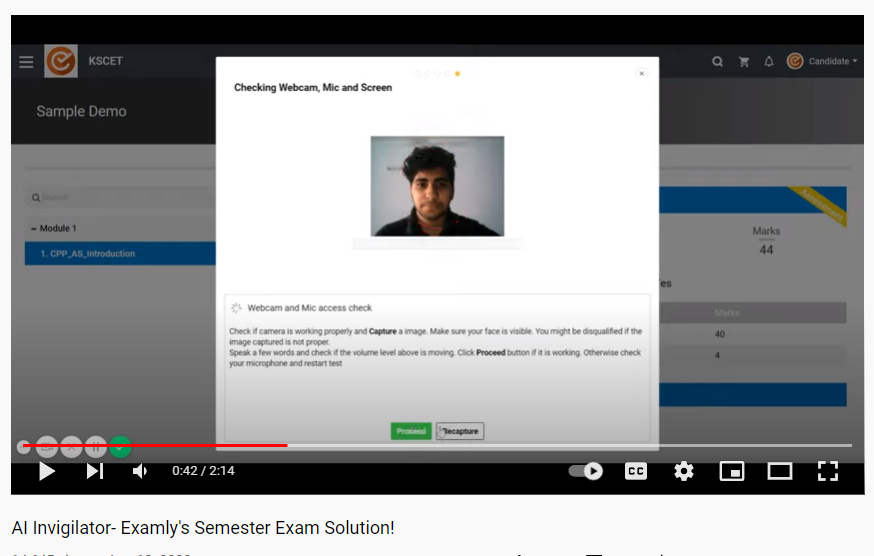 KSCET
Candidate
Checking Webcam, Mic and Screen
Sample Demo
Search
Assessment
Module 1
Marks
1. CPP_AS_Introduction
44
Marks
40
4
Webcam and Mic access check
Check if camera is working properly and Capture a image. Make sure your face is visible. You might be disqualified if the
image captured is not proper.
Speak a few words and check if the volume level above is moving. Click Proceed button if it is working. Otherwise check
your microphone and restart test
Proceed Recapture
0:42 / 2:14
CC
AI Invigilator- Examly's Semester Exam Solution!